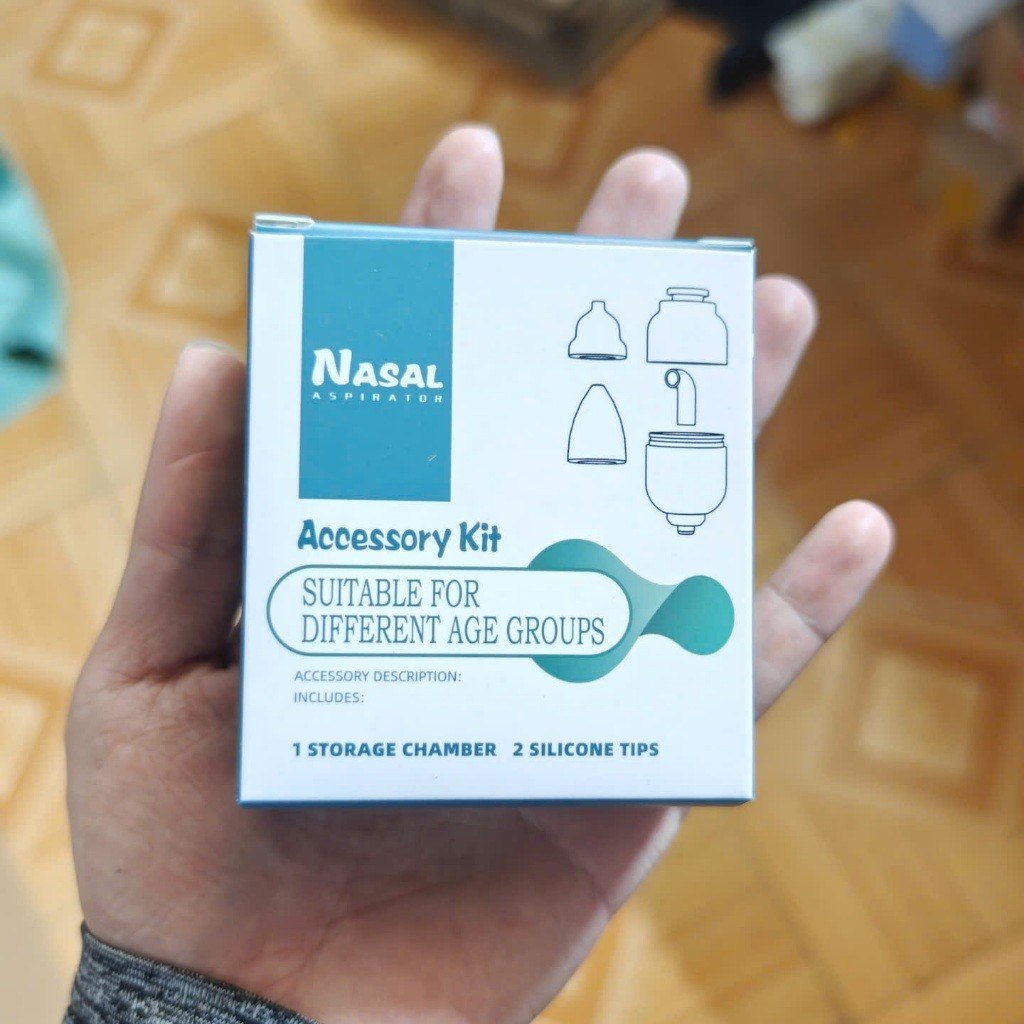 NASAL
ASPIRATOR
Accessory Kit
SUITABLE FOR
DIFFERENT AGE GROUPS
ACCESSORY DESCRIPTION:
INCLUDES:
1 STORAGE CHAMBER 2 SILICONE TIPS